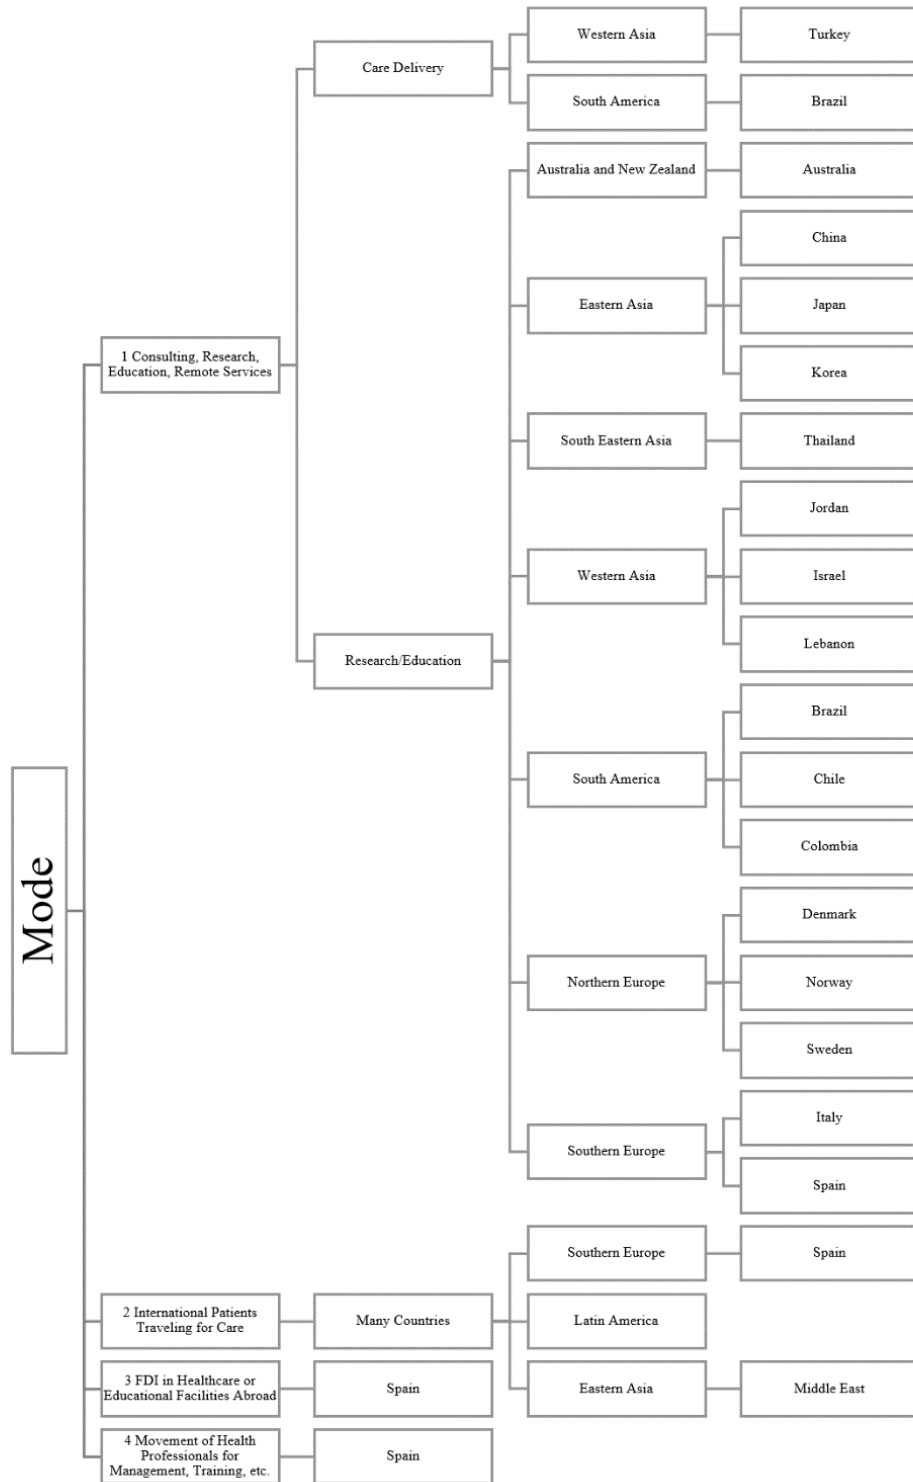 Mode
1 Consulting, Research,
Education, Remote Services
Care Delivery
Western Asia
Turkey
South America
Brazil
Research/Education
Australia and New Zealand
Australia
Eastern Asia
China
Japan
Korea
South Eastern Asia
Thailand
Western Asia
Jordan
Israel
Lebanon
South America
Brazil
Chile
Colombia
Northern Europe
Denmark
Norway
Sweden
Southern Europe
Italy
Spain
2 International Patients
Traveling for Care
Many Countries
Southern Europe
Spain
Latin America
Eastern Asia
Middle East
3 FDI in Healthcare or
Educational Facilities Abroad
Spain
4 Movement of Health
Professionals for
Management, Training, etc.
Spain